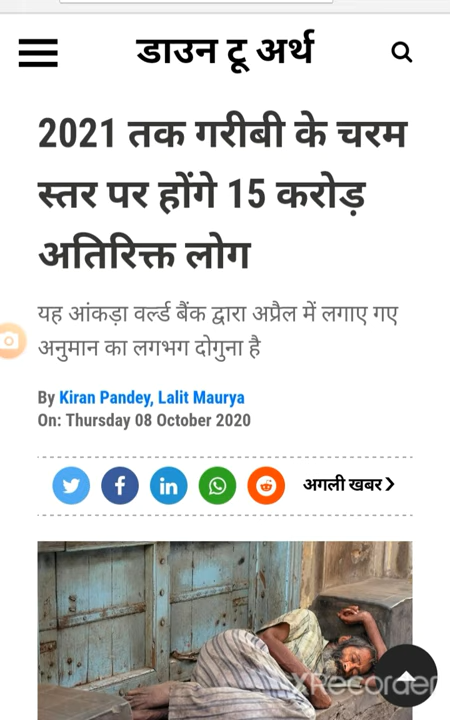 डाउन टू अर्थ
2021 तक गरीबी के चरम
स्तर पर होंगे 15 करोड़
अतिरिक्त लोग
यह आंकड़ा वर्ल्ड बैंक द्वारा अप्रैल में लगाए गए
अनुमान का लगभग दोगुना है
By Kiran Pandey, Lalit Maurya
On: Thursday 08 October 2020
अगली खबर
XRecorder